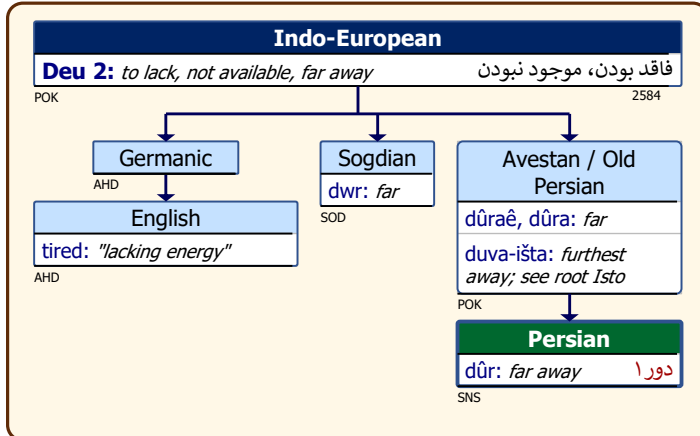 Indo-European
Deu 2: to lack, not available, far away فاقد بودن، موجود نبودن
POK 2584
Germanic
AHD
English
tired: "lacking energy"
AHD
Sogdian
dwr: far
SOD
Avestan / Old
Persian
dûraê, dûra: far
duva-išta: furthest
away; see root Isto
POK
Persian
dûr: far away دور۱
SNS